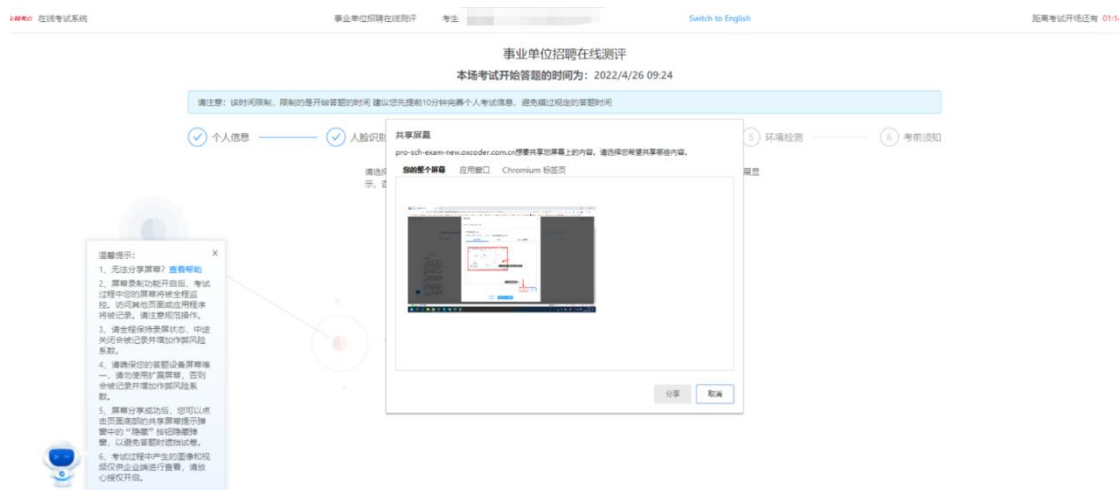 在线考试系统
事业单位招聘在线测评
考生
Switch to English
距离考试开场还有 01:1
事业单位招聘在线测评
本场考试开始答题的时间为：2022/4/26 09:24
请注意：该时间限制，限制的是开始答题的时间 建议您先提前10分钟完善个人考试信息，避免错过规定的答题时间
个人信息
人脸识别
5 环境检测
6 考前须知
请选择
展显
示、否
共享屏幕
pro-sch-exam-new.oxcoder.com.cn想要共享您屏幕上的内容。请选择您希望共享哪些内容。
您的整个屏幕 应用窗口 Chromium 标签页
分享 取消
温馨提示：
1、无法分享屏幕？查看帮助
2、屏幕录制功能开启后，考试
过程中您的屏幕将被全程监
控。访问其他页面或应用程序
将被记录。请注意规范操作。
3、请全程保持录屏状态，中途
关闭会被记录并增加作弊风险
系数。
4、请确保您的答题设备屏幕唯
一，请勿使用扩展屏幕，否则
会被记录并增加作弊风险系
数。
5、屏幕分享成功后，您可以点
击页面底部的共享屏幕提示弹
窗中的“隐藏”按钮隐藏弹
窗，以避免答题时遮挡试卷。
6、考试过程中产生的图像和视
频仅供企业端进行查看，请放
心授权开启。